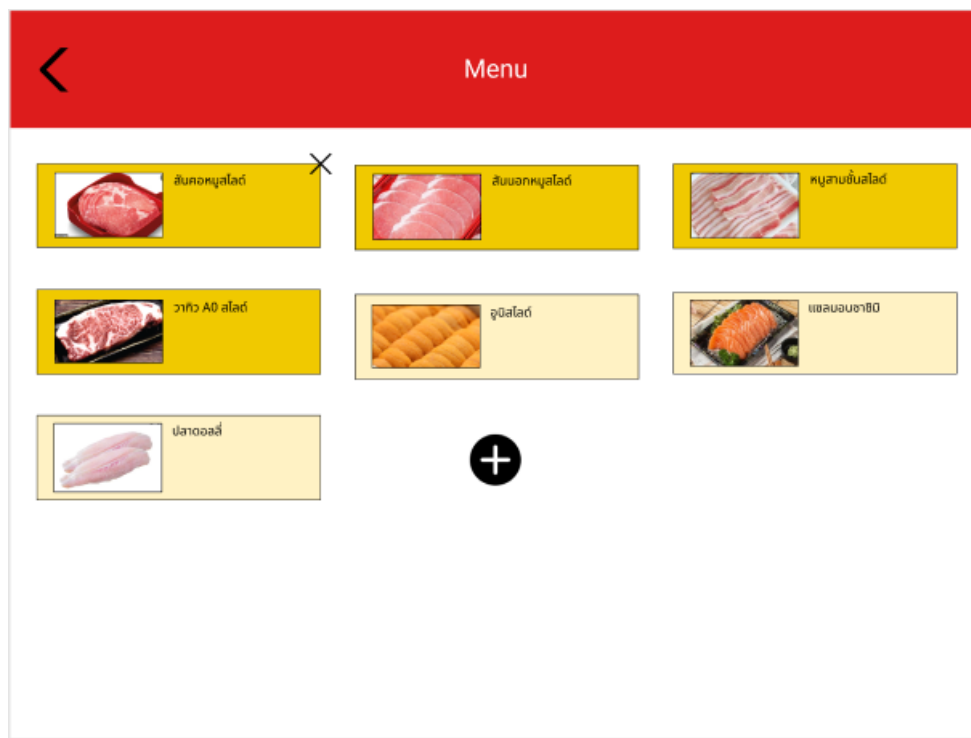 Menu
สันคอหมูสไลด์
สันนอกหมูสไลด์
หมูสามชั้นสไลด์
วากิว A0 สไลด์
อูนิสไลด์
แซลมอนซาชิมิ
ปลาดอลลี่